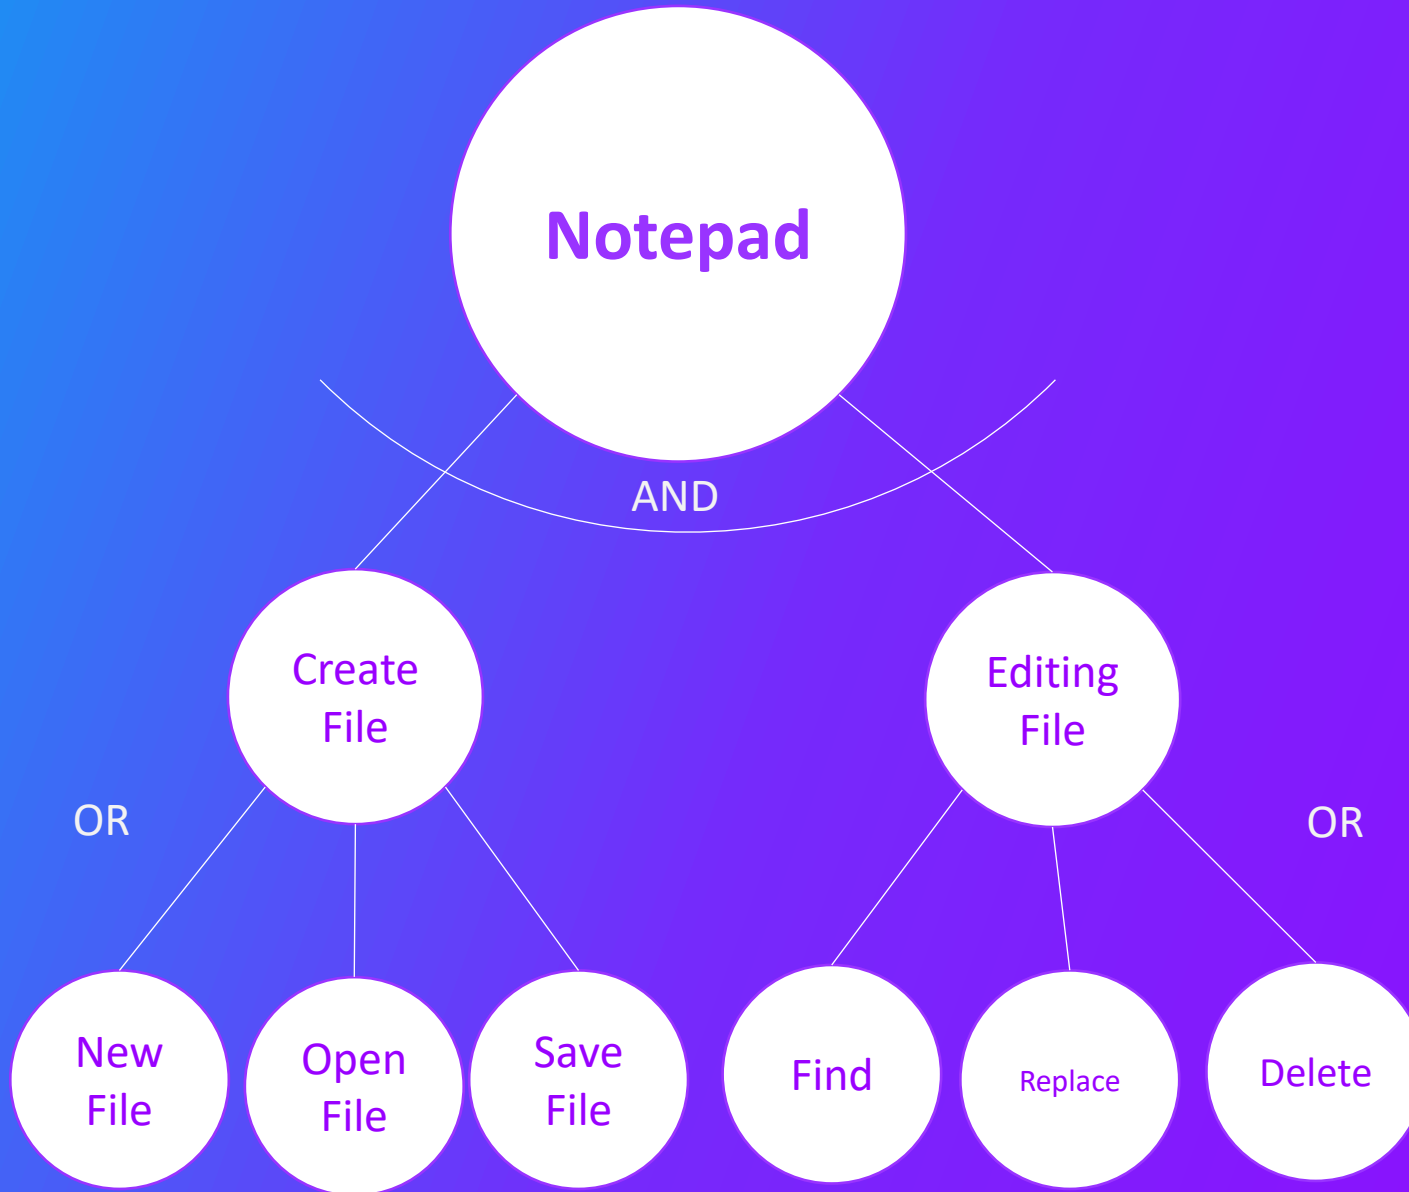 Notepad
AND
Create
File
Editing
File
OR
OR
New
File
Open
File
Save
File
Find
Replace
Delete